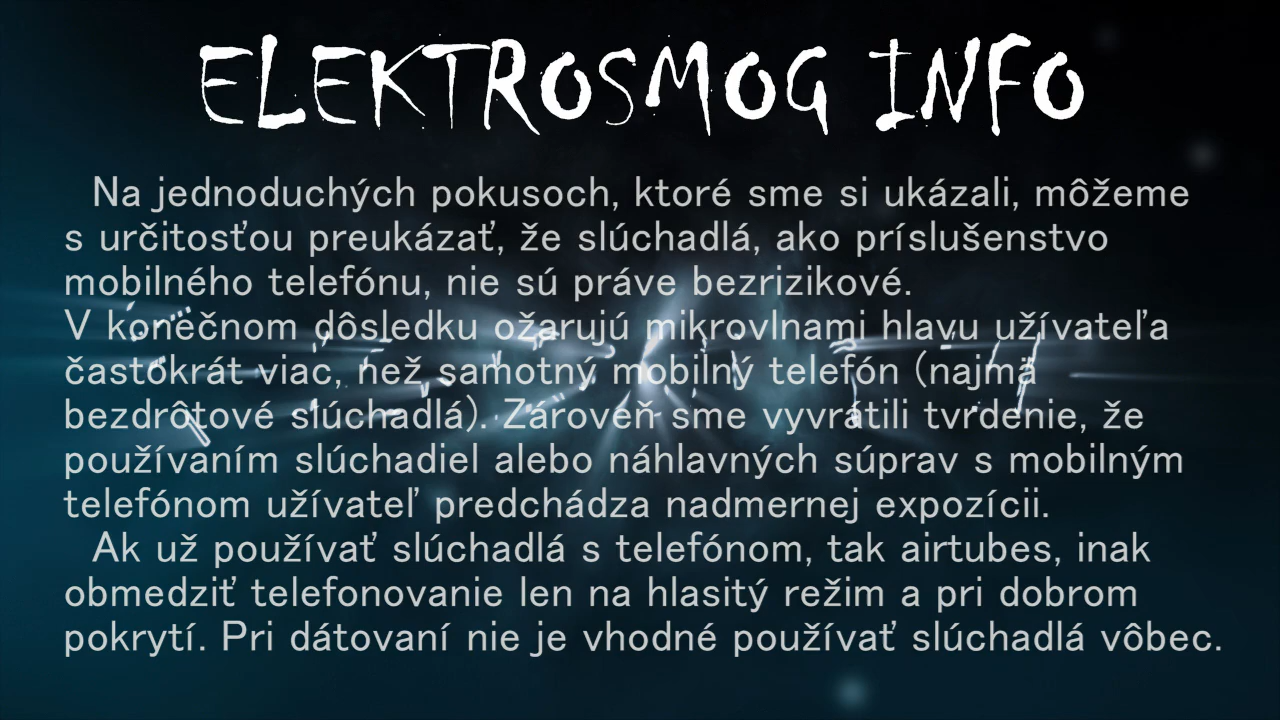 ELEKTROSMOG INFO
Na jednoduchých pokusoch, ktoré sme si ukázali, môžeme
s určitosťou preukázať, že slúchadlá, ako príslušenstvo
mobilného telefónu, nie sú práve bezrizikové.
V konečnom dôsledku ožarujú mikrovlnami hlavu užívateľa
častokrát viac, než samotný mobilný telefón (najmä
bezdrôtové slúchadlá). Zároveň sme vyvrátili tvrdenie, že
používaním slúchadiel alebo náhlavných súprav s mobilným
telefónom užívateľ predchádza nadmernej expozícii.
Ak už používať slúchadlá s telefónom, tak airtubes, inak
obmedziť telefonovanie len na hlasitý režim a pri dobrom
pokrytí. Pri dátovaní nie je vhodné používať slúchadlá vôbec.